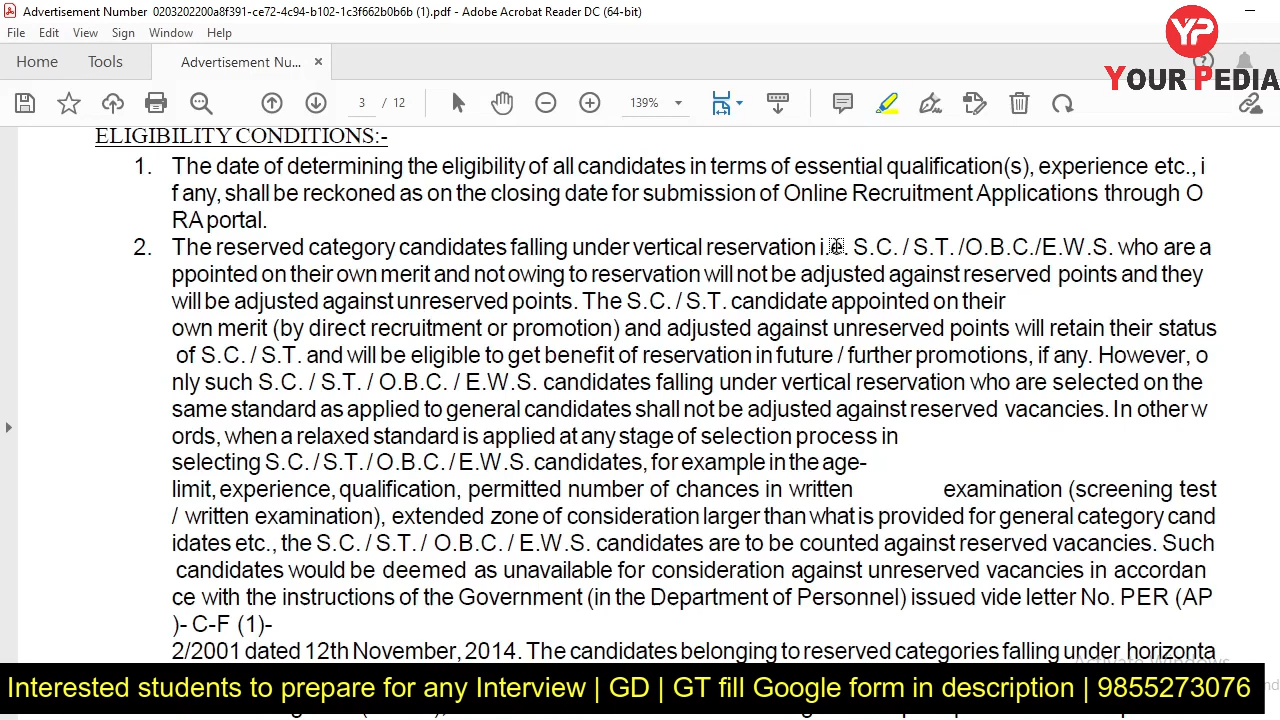 Advertisement Number 0203202200a8f391-ce72-4c94-b102-1c3f662b0b6b (1).pdf - Adobe Acrobat Reader DC (64-bit)
File Edit View Sign Window Help
YP
YOUR PEDIA
Home Tools Advertisement Nu... ×
3 / 12 139%
ELIGIBILITY CONDITIONS:-
1. The date of determining the eligibility of all candidates in terms of essential qualification(s), experience etc., i
f any, shall be reckoned as on the closing date for submission of Online Recruitment Applications through O
RA portal.
2. The reserved category candidates falling under vertical reservation i.e. S.C. / S.T. /O.B.C./E.W.S. who are a
ppointed on their own merit and not owing to reservation will not be adjusted against reserved points and they
will be adjusted against unreserved points. The S.C. / S.T. candidate appointed on their
own merit (by direct recruitment or promotion) and adjusted against unreserved points will retain their status
of S.C. / S.T. and will be eligible to get benefit of reservation in future / further promotions, if any. However, o
nly such S.C. / S.T. / O.B.C. / E.W.S. candidates falling under vertical reservation who are selected on the
same standard as applied to general candidates shall not be adjusted against reserved vacancies. In other w
ords, when a relaxed standard is applied at any stage of selection process in
selecting S.C. / S.T. / O.B.C. / E.W.S. candidates, for example in the age-
limit, experience, qualification, permitted number of chances in written examination (screening test
/ written examination), extended zone of consideration larger than what is provided for general category cand
idates etc., the S.C. / S.T. / O.B.C. / E.W.S. candidates are to be counted against reserved vacancies. Such
candidates would be deemed as unavailable for consideration against unreserved vacancies in accordan
ce with the instructions of the Government (in the Department of Personnel) issued vide letter No. PER (AP
)- C-F (1)-
2/2001 dated 12th November, 2014. The candidates belonging to reserved categories falling under horizonta
Interested students to prepare for any Interview | GD | GT fill Google form in description | 9855273076